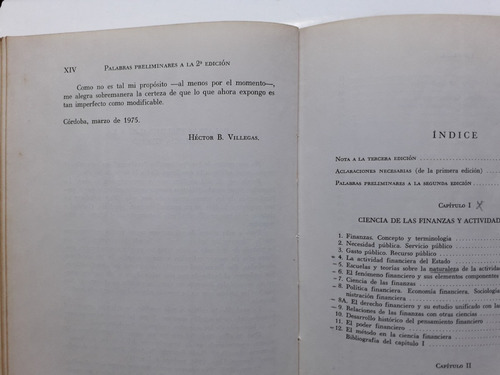 XIV PALABRAS PRELIMINARES A LA 2ª EDICIÓN
Como no es tal mi propósito —al menos por el momento—,
me alegra sobremanera la certeza de que lo que ahora expongo es
tan imperfecto como modificable.
Córdoba, marzo de 1975.
HÉCTOR B. VILLEGAS.
ÍNDICE
NOTA A LA TERCERA EDICIÓN
ACLARACIONES NECESARIAS (de la primera edición)
PALABRAS PRELIMINARES A LA SEGUNDA EDICIÓN
CAPÍTULO I
CIENCIA DE LAS FINANZAS Y ACTIVIDAD
1. Finanzas. Concepto y terminología
2. Necesidad pública. Servicio público
3. Gasto público. Recurso público
4. La actividad financiera del Estado
5. Escuelas y teorías sobre la naturaleza de la actividad
6. El fenómeno financiero y sus elementos componentes
7. Ciencia de las finanzas
8. Política financiera. Economía financiera. Sociología
nistración financiera
8A. El derecho financiero y su estudio unificado con las
9. Relaciones de las finanzas con otras ciencias
10. Desarrollo histórico del pensamiento financiero
11. El poder financiero
12. El método en la ciencia financiera
Bibliografía del capítulo I
CAPÍTULO II